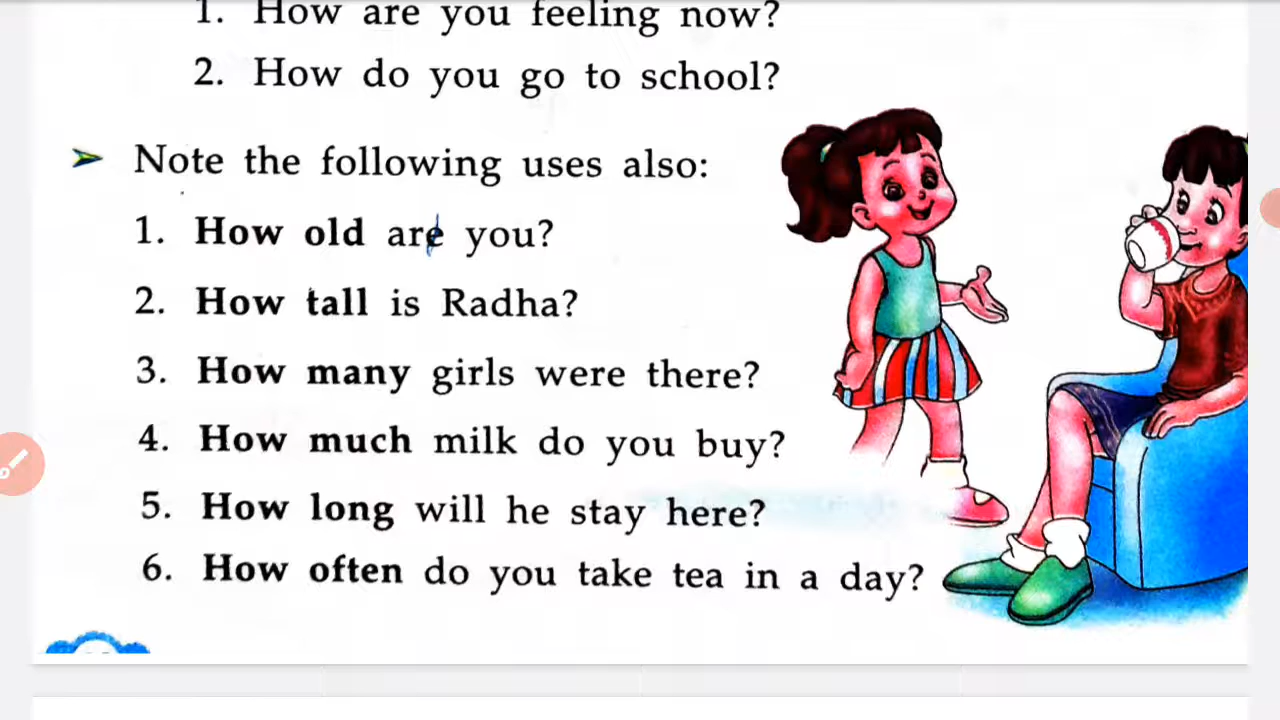 1. How are you feeling now?
2. How do you go to school?
➢ Note the following uses also:
1. How old are you?
2. How tall is Radha?
3. How many girls were there?
4. How much milk do you buy?
5. How long will he stay here?
6. How often do you take tea in a day?